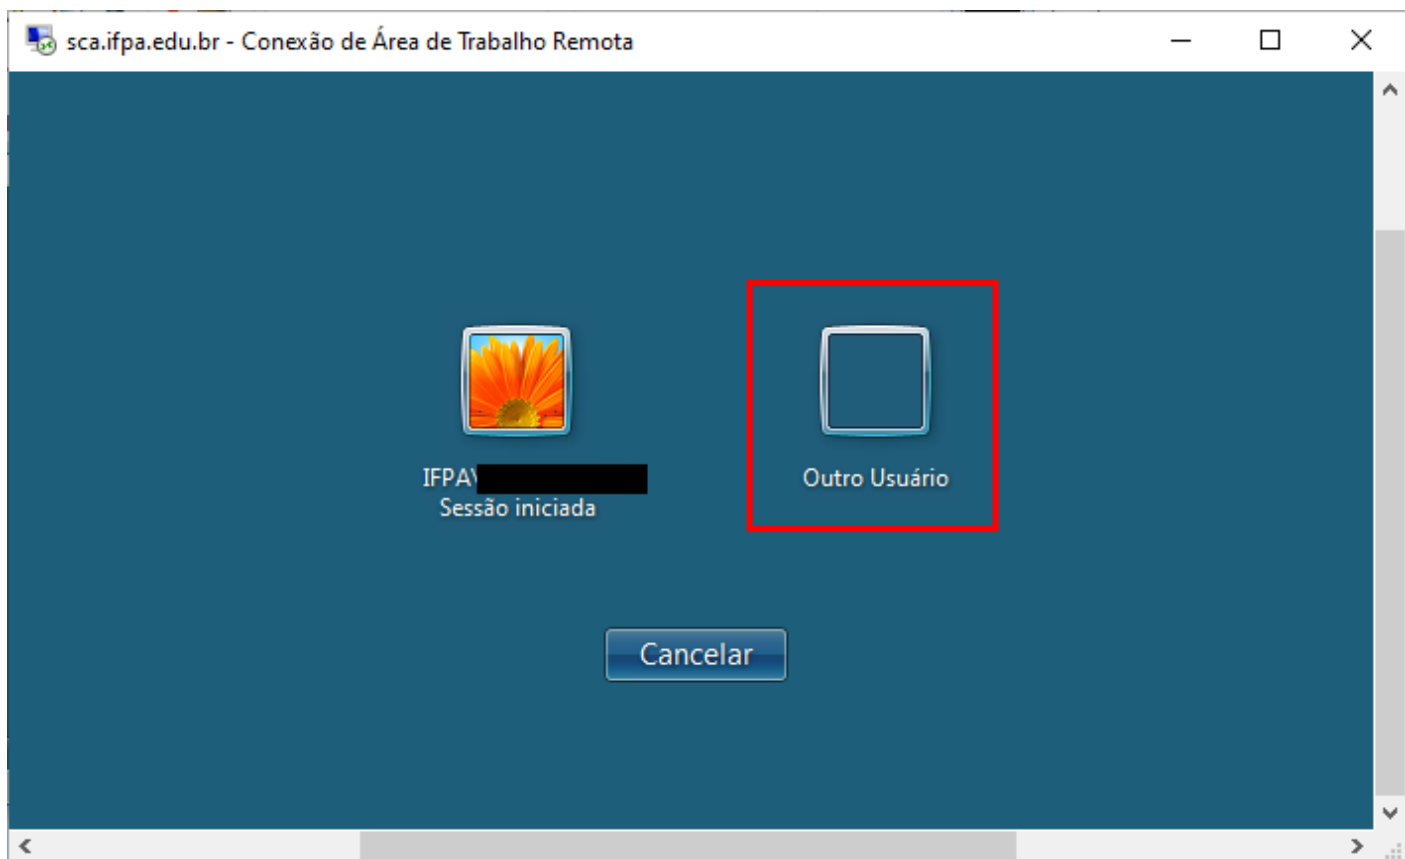 sca.ifpa.edu.br - Conexão de Área de Trabalho Remota
IFPA\
Sessão iniciada
Outro Usuário
Cancelar